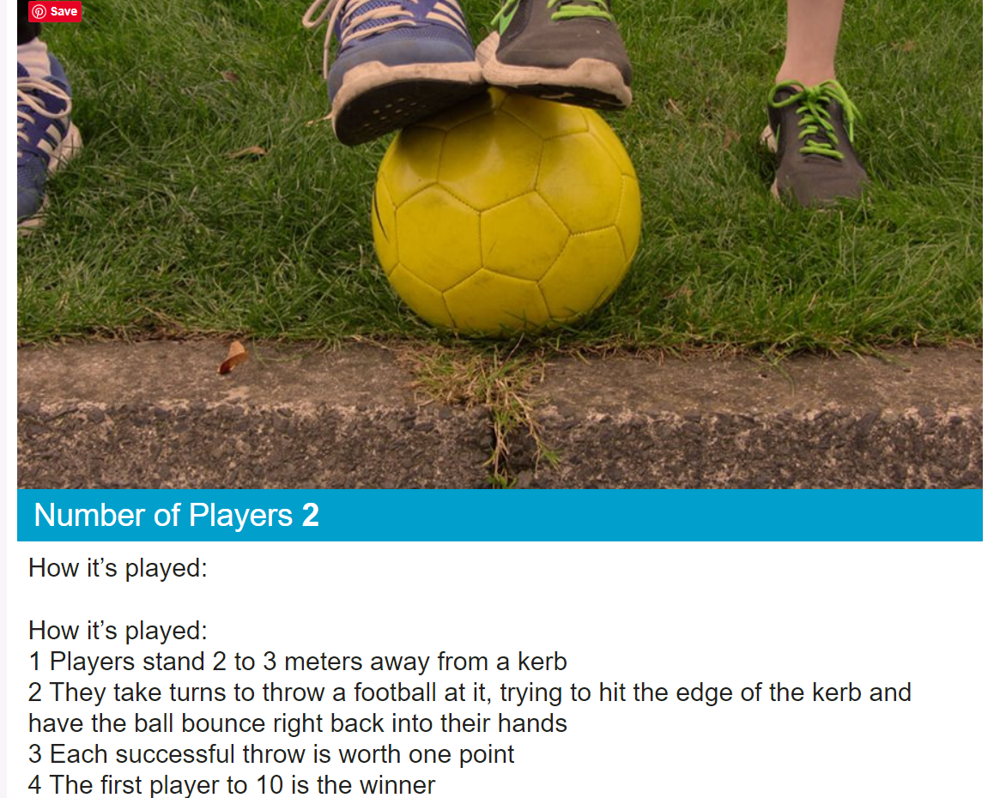 Save
Number of Players 2
How it’s played:
How it’s played:
1 Players stand 2 to 3 meters away from a kerb
2 They take turns to throw a football at it, trying to hit the edge of the kerb and
have the ball bounce right back into their hands
3 Each successful throw is worth one point
4 The first player to 10 is the winner